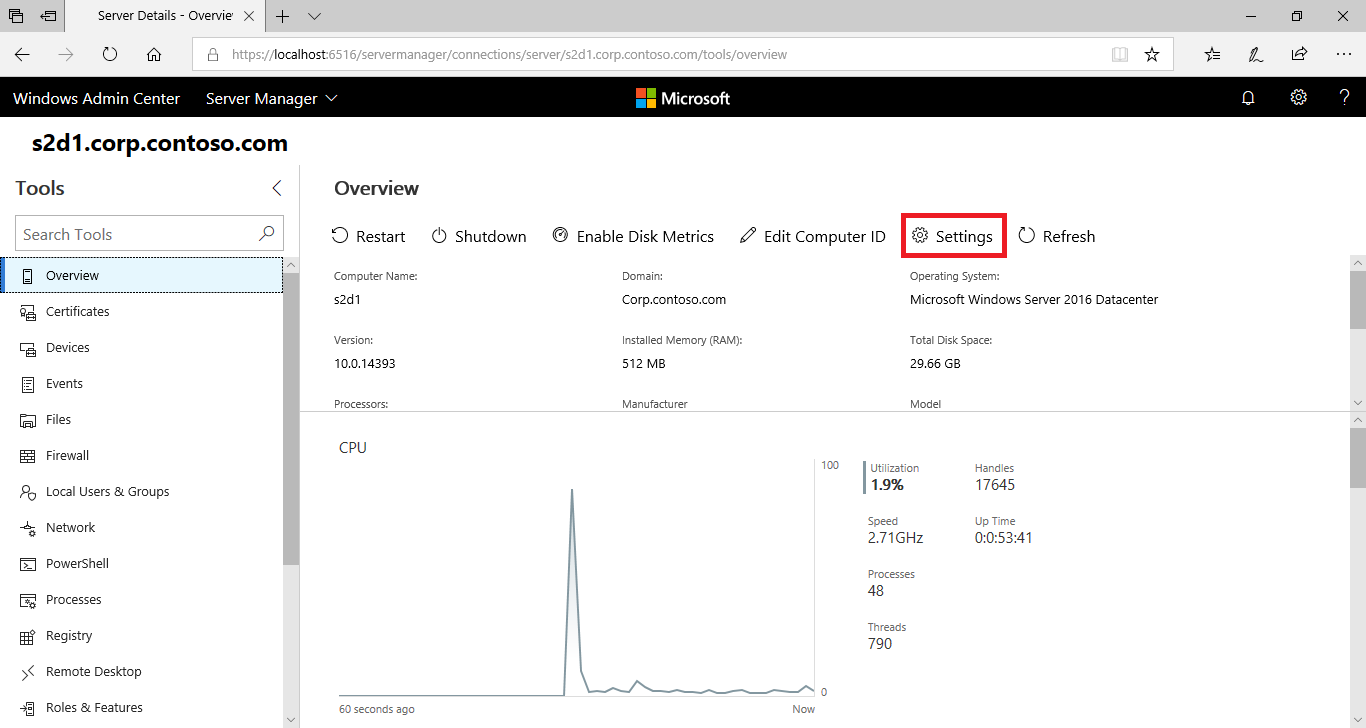 Server Details - Overvie
https://localhost:6516/servermanager/connections/server/s2d1.corp.contoso.com/tools/overview
Windows Admin Center Server Manager Microsoft ?
s2d1.corp.contoso.com
Tools
Search Tools
Overview
Certificates
Devices
Events
Files
Firewall
Local Users & Groups
Network
PowerShell
Processes
Registry
Remote Desktop
Roles & Features
Overview
Restart Shutdown Enable Disk Metrics Edit Computer ID Settings Refresh
Computer Name: Domain: Operating System:
s2d1 Corp.contoso.com Microsoft Windows Server 2016 Datacenter
Version: Installed Memory (RAM): Total Disk Space:
10.0.14393 512 MB 29.66 GB
Processors: Manufacturer Model
CPU
100
0
60 seconds ago Now
Utilization Handles
1.9% 17645
Speed Up Time
2.71GHz 0:0:53:41
Processes
48
Threads
790